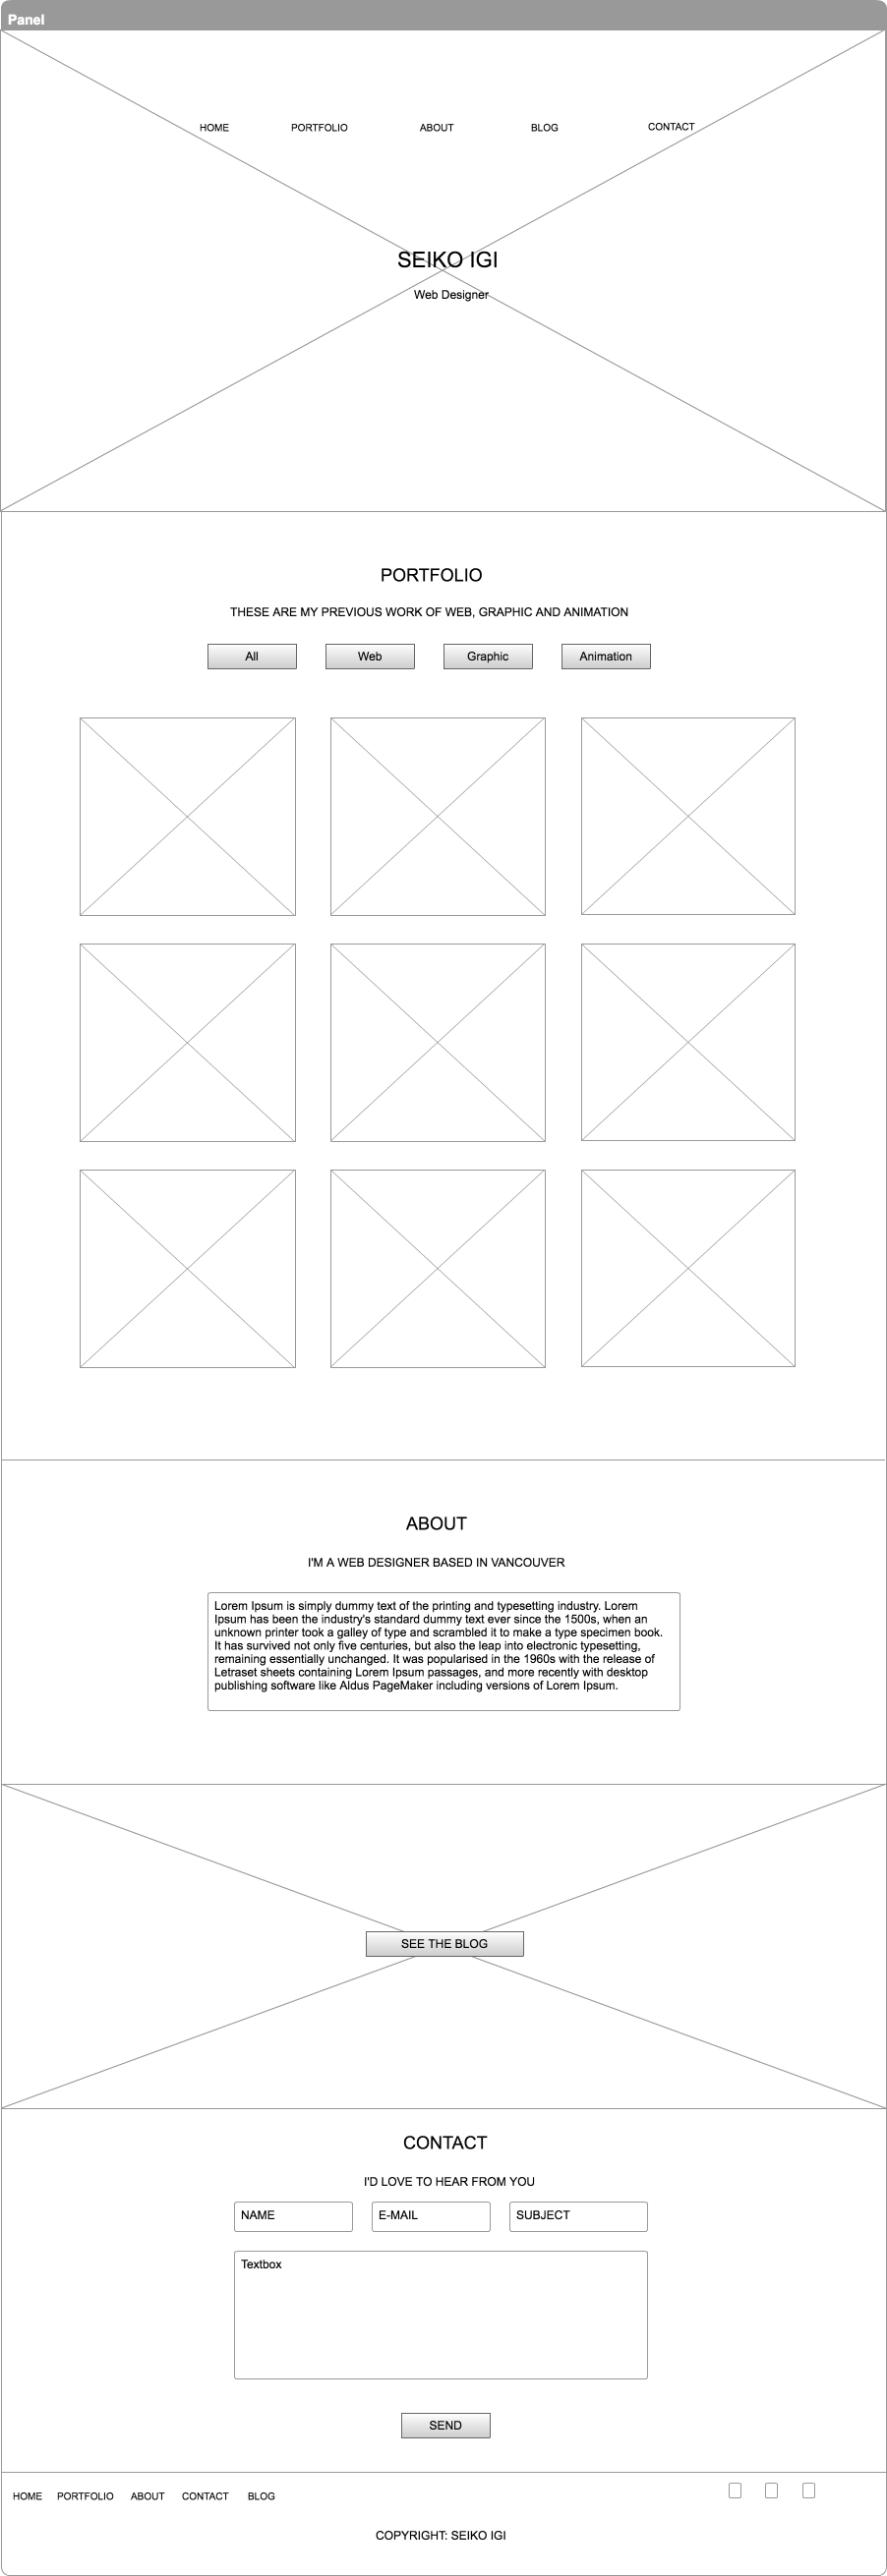 Panel
HOME PORTFOLIO ABOUT BLOG CONTACT
SEIKO IGI
Web Designer
PORTFOLIO
THESE ARE MY PREVIOUS WORK OF WEB, GRAPHIC AND ANIMATION
All Web Graphic Animation
ABOUT
I'M A WEB DESIGNER BASED IN VANCOUVER
Lorem Ipsum is simply dummy text of the printing and typesetting industry. Lorem
Ipsum has been the industry's standard dummy text ever since the 1500s, when an
unknown printer took a galley of type and scrambled it to make a type specimen book.
It has survived not only five centuries, but also the leap into electronic typesetting,
remaining essentially unchanged. It was popularised in the 1960s with the release of
Letraset sheets containing Lorem Ipsum passages, and more recently with desktop
publishing software like Aldus PageMaker including versions of Lorem Ipsum.
SEE THE BLOG
CONTACT
I'D LOVE TO HEAR FROM YOU
NAME E-MAIL SUBJECT
Textbox
SEND
HOME PORTFOLIO ABOUT CONTACT BLOG
COPYRIGHT: SEIKO IGI